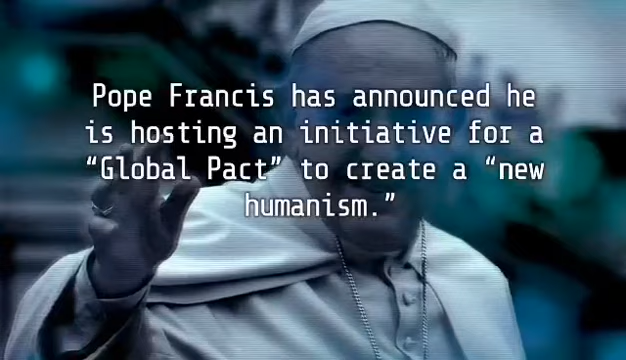 Pope Francis has announced he
is hosting an initiative for a
“Global Pact” to create a “new
humanism.”